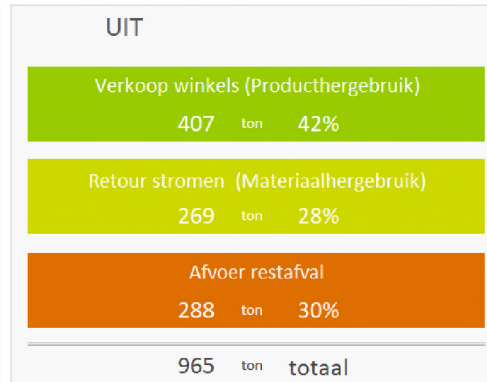 UIT
Verkoop winkels (Producthergebruik)
407 ton 42%
Retour stromen (Materiaalhergebruik)
269 ton 28%
Afvoer restafval
288 ton 30%
965 ton totaal